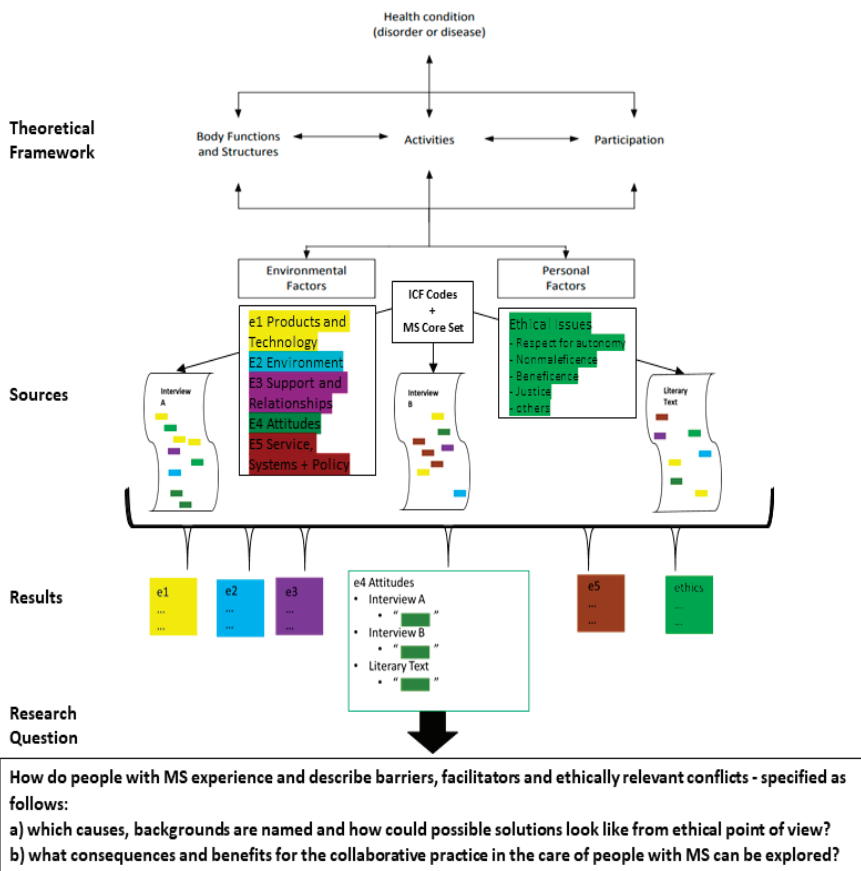 Health condition
(disorder or disease)
Theoretical
Framework
Body Functions
and Structures
Activities
Participation
Environmental
Factors
Personal
Factors
ICF Codes
+
MS Core Set
e1 Products and
Technology
E2 Environment
E3 Support and
Relationships
E4 Attitudes
E5 Service,
Systems + Policy
Ethical Issues
- Respect for autonomy
- Nonmaleficence
- Beneficence
- Justice
- others
Sources
Interview
A
Interview
B
Literary
Text
Results
e1
...
...
e2
...
...
e3
...
...
e4 Attitudes
• Interview A
• " "
• Interview B
• " "
• Literary Text
• " "
e5
...
...
ethics
...
...
Research
Question
How do people with MS experience and describe barriers, facilitators and ethically relevant conflicts - specified as
follows:
a) which causes, backgrounds are named and how could possible solutions look like from ethical point of view?
b) what consequences and benefits for the collaborative practice in the care of people with MS can be explored?